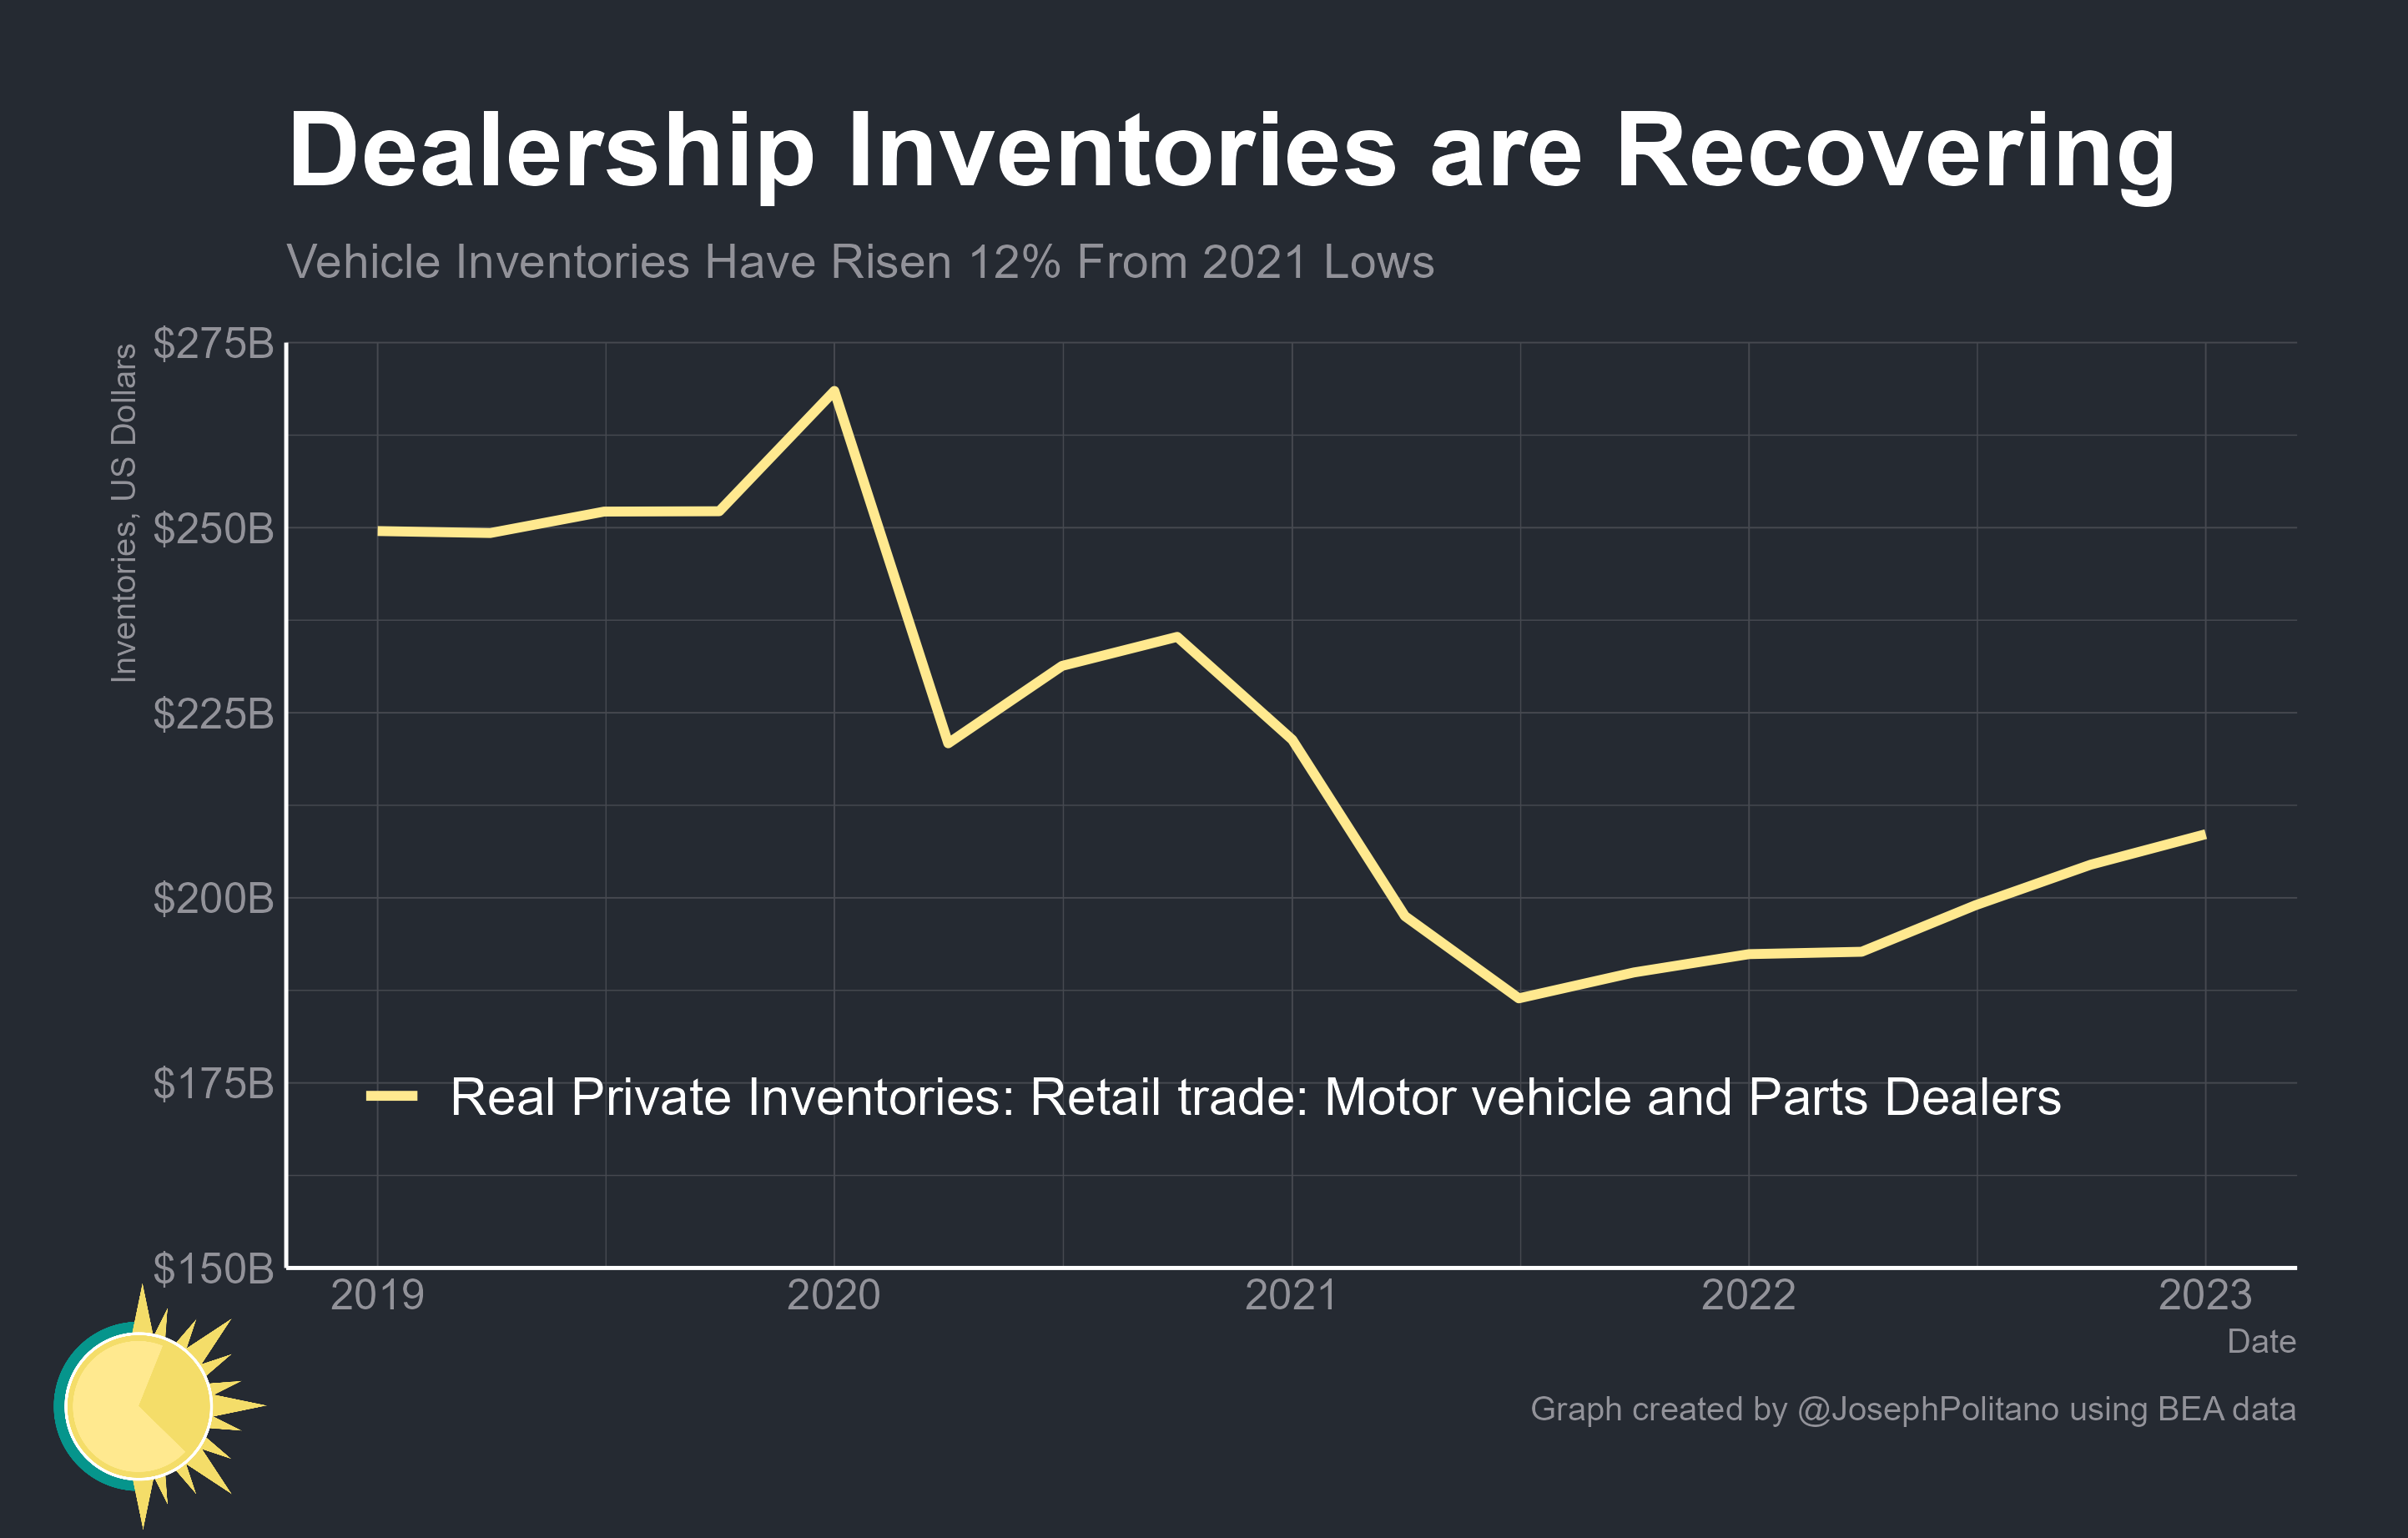 Dealership Inventories are Recovering
Vehicle Inventories Have Risen 12% From 2021 Lows
Inventories, US Dollars
$275B
$250B
$225B
$200B
$175B
$150B
Real Private Inventories: Retail trade: Motor vehicle and Parts Dealers
2019
2020
2021
2022
2023
Date
Graph created by @JosephPolitano using BEA data